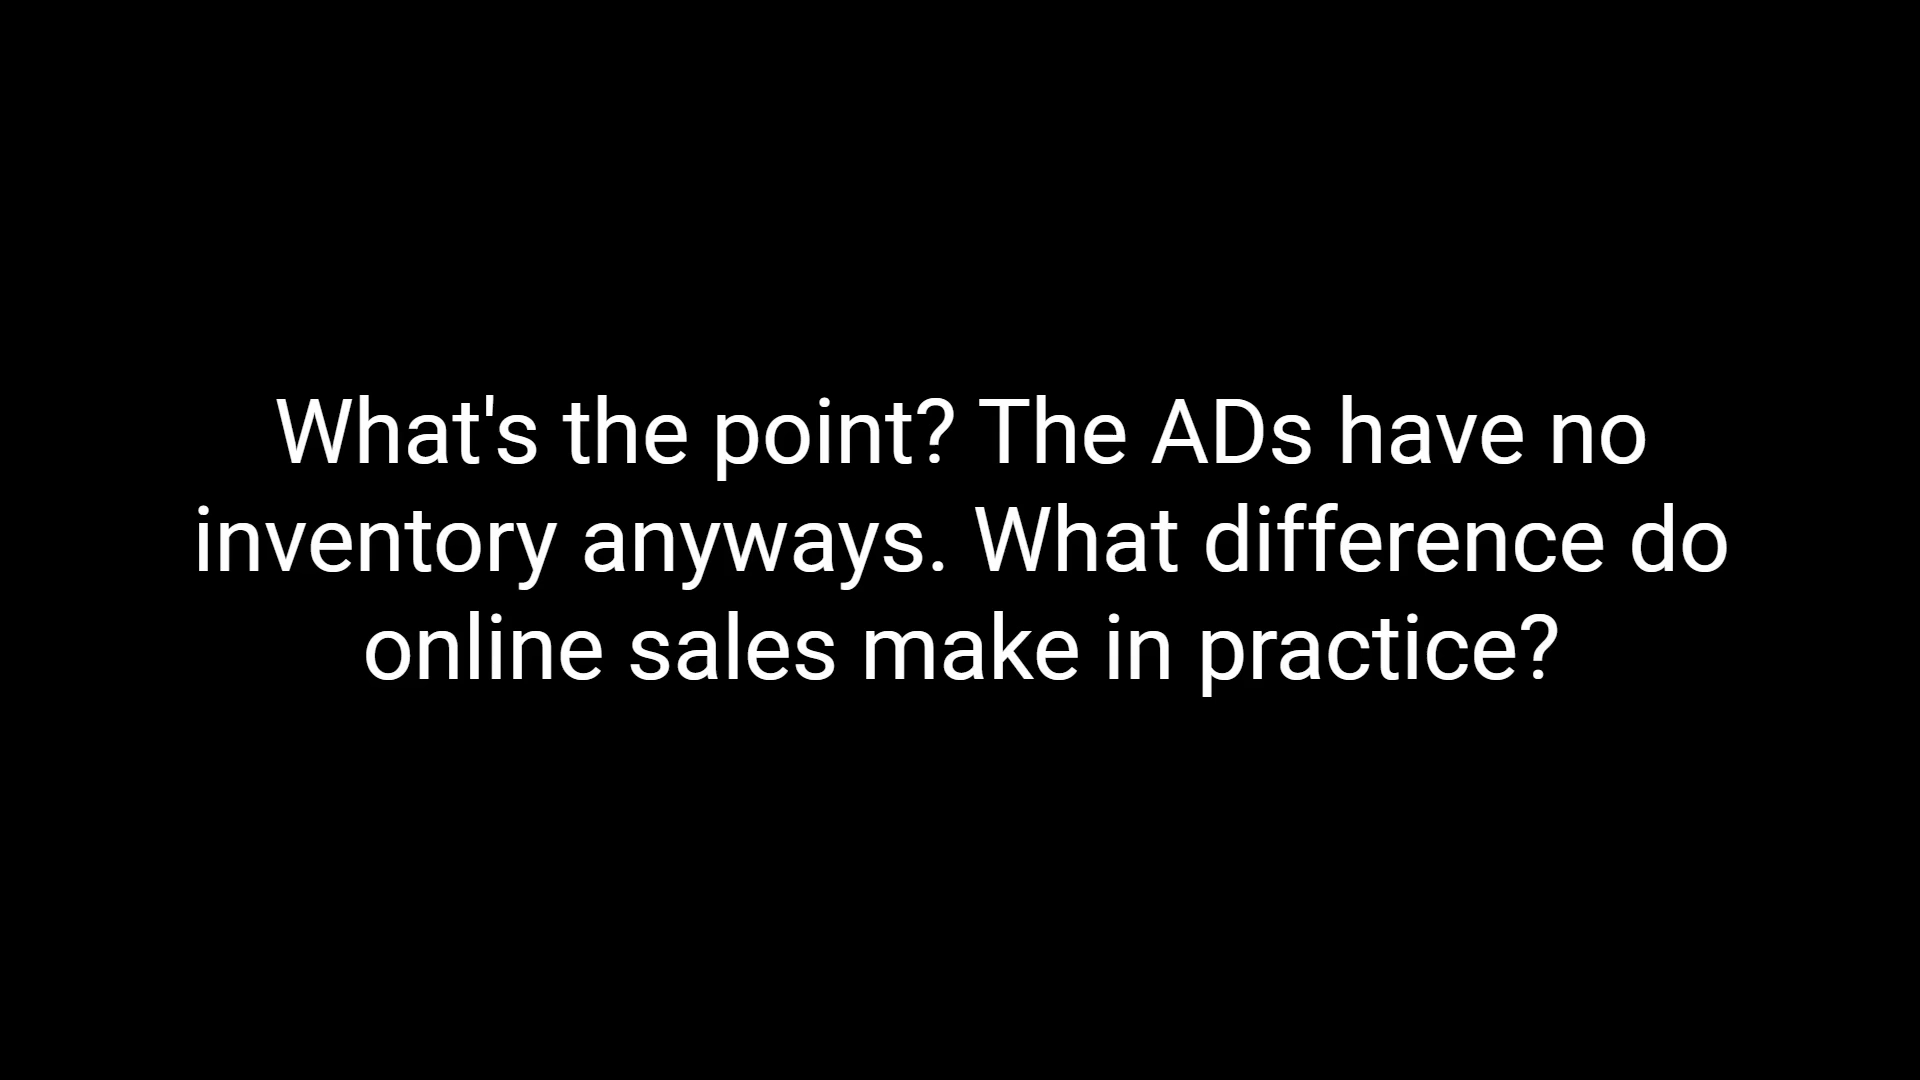 What's the point? The ADs have no
inventory anyways. What difference do
online sales make in practice?